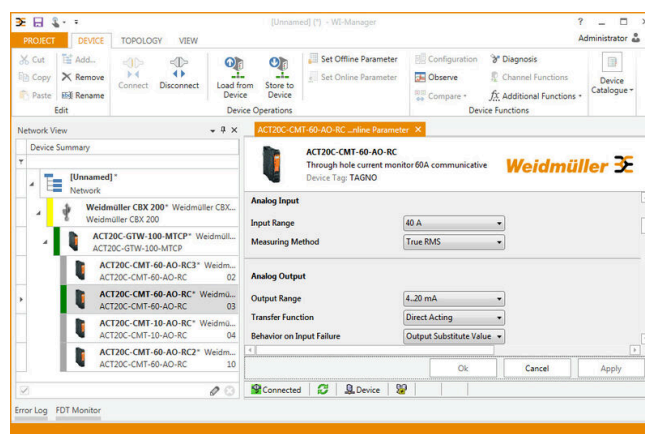 [Unnamed] (*) - WI-Manager
?
PROJECT DEVICE TOPOLOGY VIEW Administrator
Cut Add... Set Offline Parameter Configuration Diagnosis
Copy Remove Connect Disconnect Load from Device Store to Device Set Online Parameter Observe Channel Functions Device Catalogue
Paste Rename Compare fx Additional Functions
Edit Device Operations Device Functions
Network View ACT20C-CMT-60-AO-RC ...nline Parameter
Device Summary
ACT20C-CMT-60-AO-RC
Through hole current monitor 60A communicative
Device Tag: TAGNO
Weidmüller
[Unnamed] *
Network
Weidmüller CBX 200* Weidmüller CBX...
Weidmüller CBX 200
ACT20C-GTW-100-MTCP* Weidmüll...
ACT20C-GTW-100-MTCP
ACT20C-CMT-60-AO-RC3* Weidm...
ACT20C-CMT-60-AO-RC 02
ACT20C-CMT-60-AO-RC* Weidmü...
ACT20C-CMT-60-AO-RC 03
ACT20C-CMT-10-AO-RC* Weidmü...
ACT20C-CMT-10-AO-RC 04
ACT20C-CMT-60-AO-RC2* Weidm...
ACT20C-CMT-60-AO-RC 10
Analog Input
Input Range 40 A
Measuring Method True RMS
Analog Output
Output Range 4..20 mA
Transfer Function Direct Acting
Behavior on Input Failure Output Substitute Value
Ok Cancel Apply
Connected Device
Error Log FDT Monitor